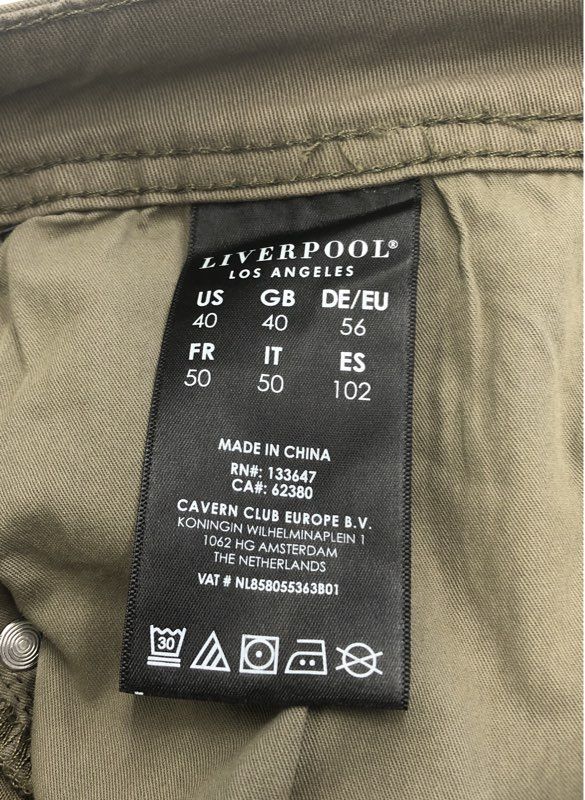 LIVERPOOL®
LOS ANGELES
US GB DE/EU
40 40 56
FR IT ES
50 50 102
MADE IN CHINA
RN#: 133647
CA#: 62380
CAVERN CLUB EUROPE B.V.
KONINGIN WILHELMINAPLEIN 1
1062 HG AMSTERDAM
THE NETHERLANDS
VAT # NL858055363B01
30